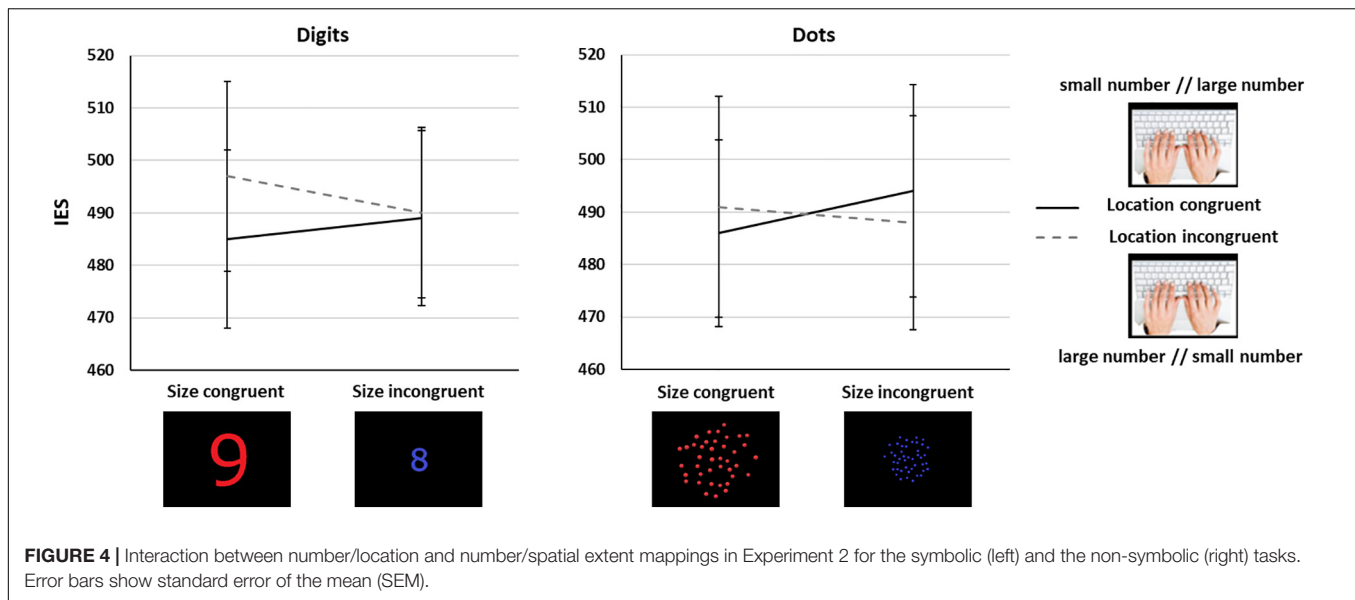 Digits
520
510
500
490
480
470
460
IES
Size congruent
Size incongruent
9
8
Dots
520
510
500
490
480
470
460
Size congruent
Size incongruent
small number // large number
Location congruent
Location incongruent
large number // small number
FIGURE 4 | Interaction between number/location and number/spatial extent mappings in Experiment 2 for the symbolic (left) and the non-symbolic (right) tasks.
Error bars show standard error of the mean (SEM).